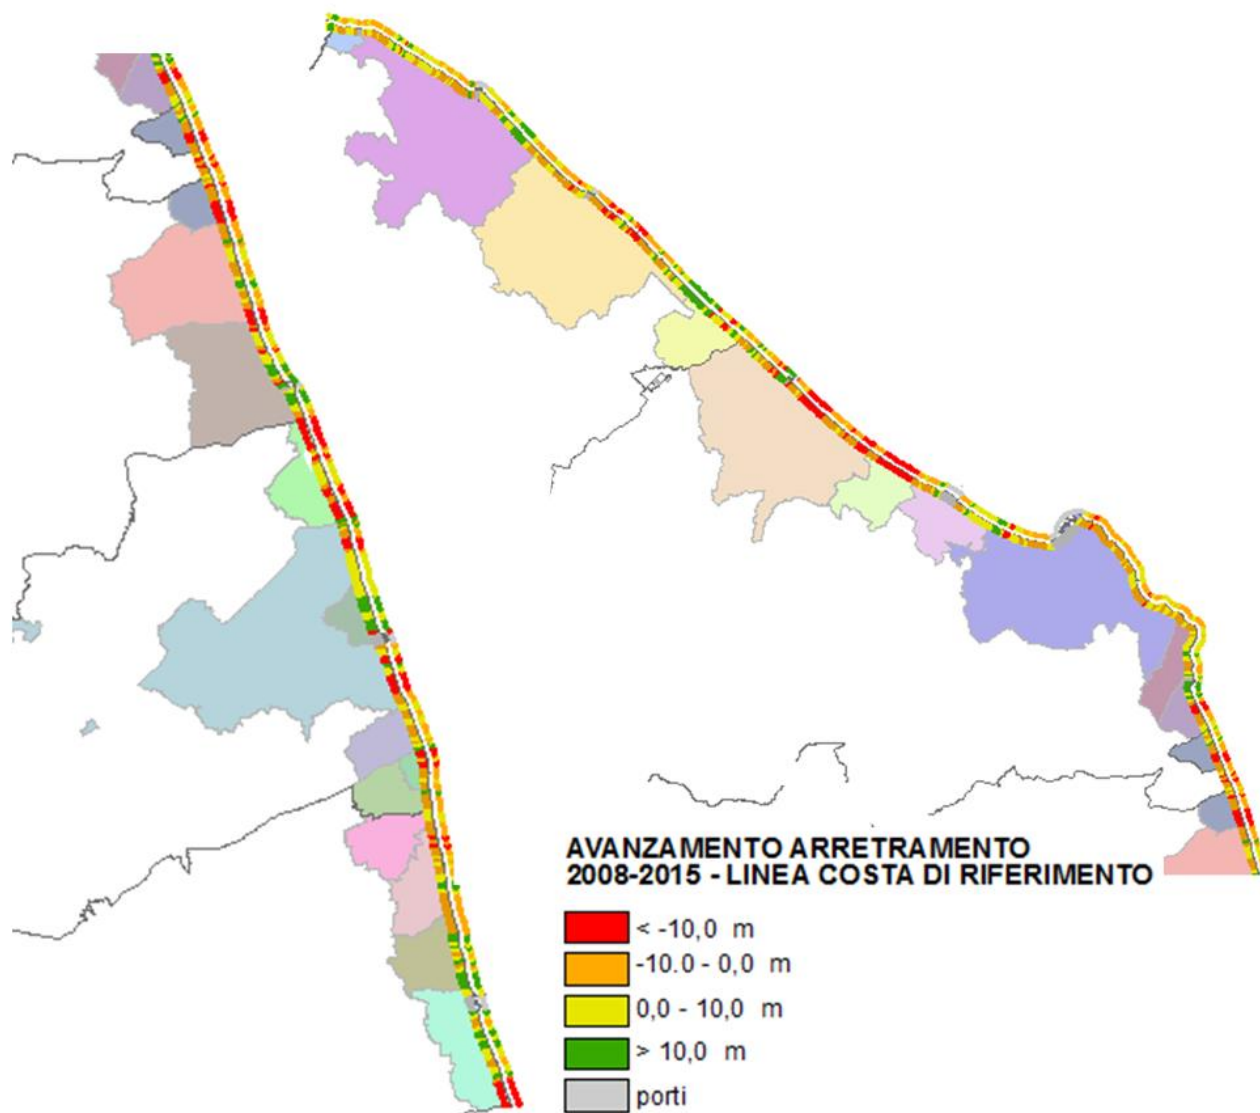 AVANZAMENTO ARRETRAMENTO
2008-2015 - LINEA COSTA DI RIFERIMENTO
< -10,0 m
-10.0 - 0,0 m
0,0 - 10,0 m
> 10,0 m
porti